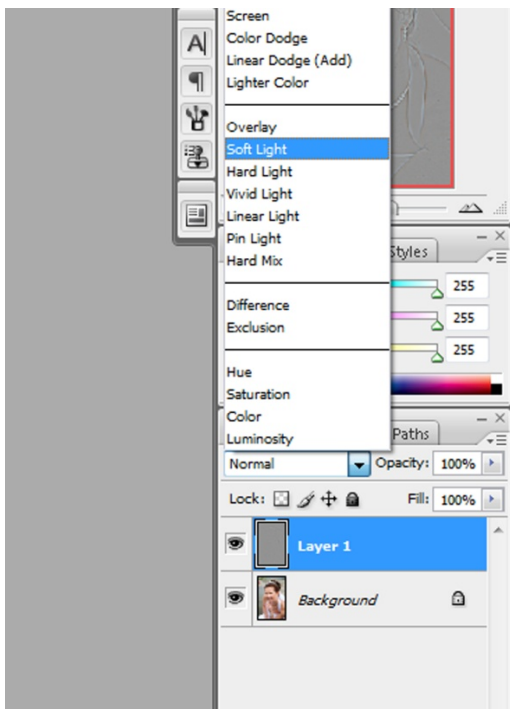 Screen
Color Dodge
Linear Dodge (Add)
Lighter Color
Overlay
Soft Light
Hard Light
Vivid Light
Linear Light
Pin Light
Hard Mix
Difference
Exclusion
Hue
Saturation
Color
Luminosity
A
Styles
255
255
255
Paths
Normal Opacity: 100%
Lock: Fill: 100%
Layer 1
Background